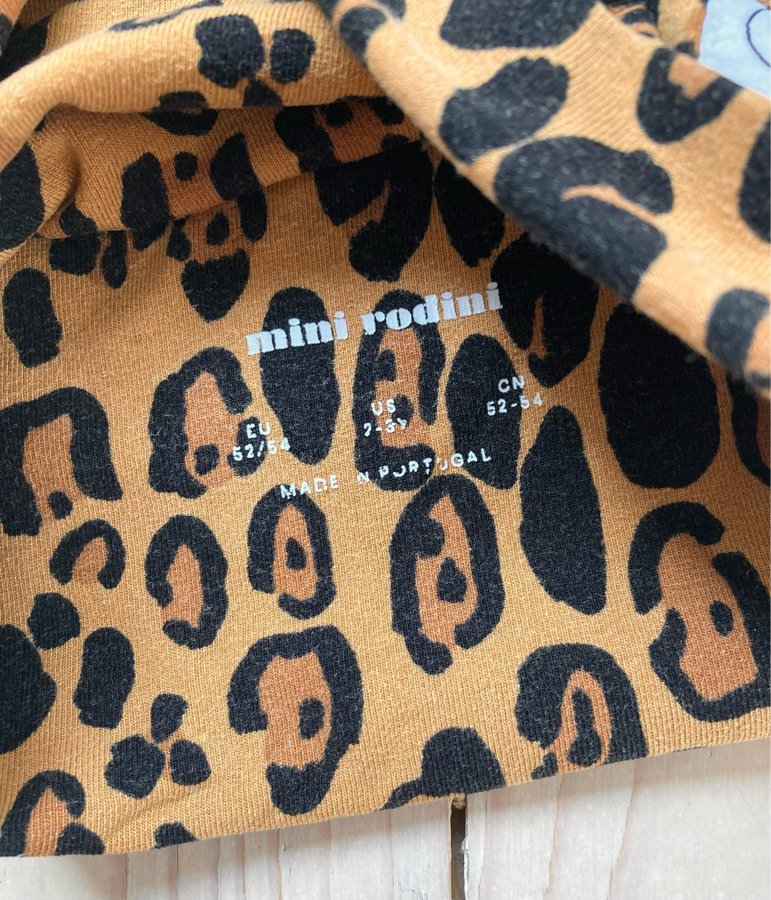 mini rodini
EU US CN
52/54 2-3Y 52-54
MADE IN PORTUGAL